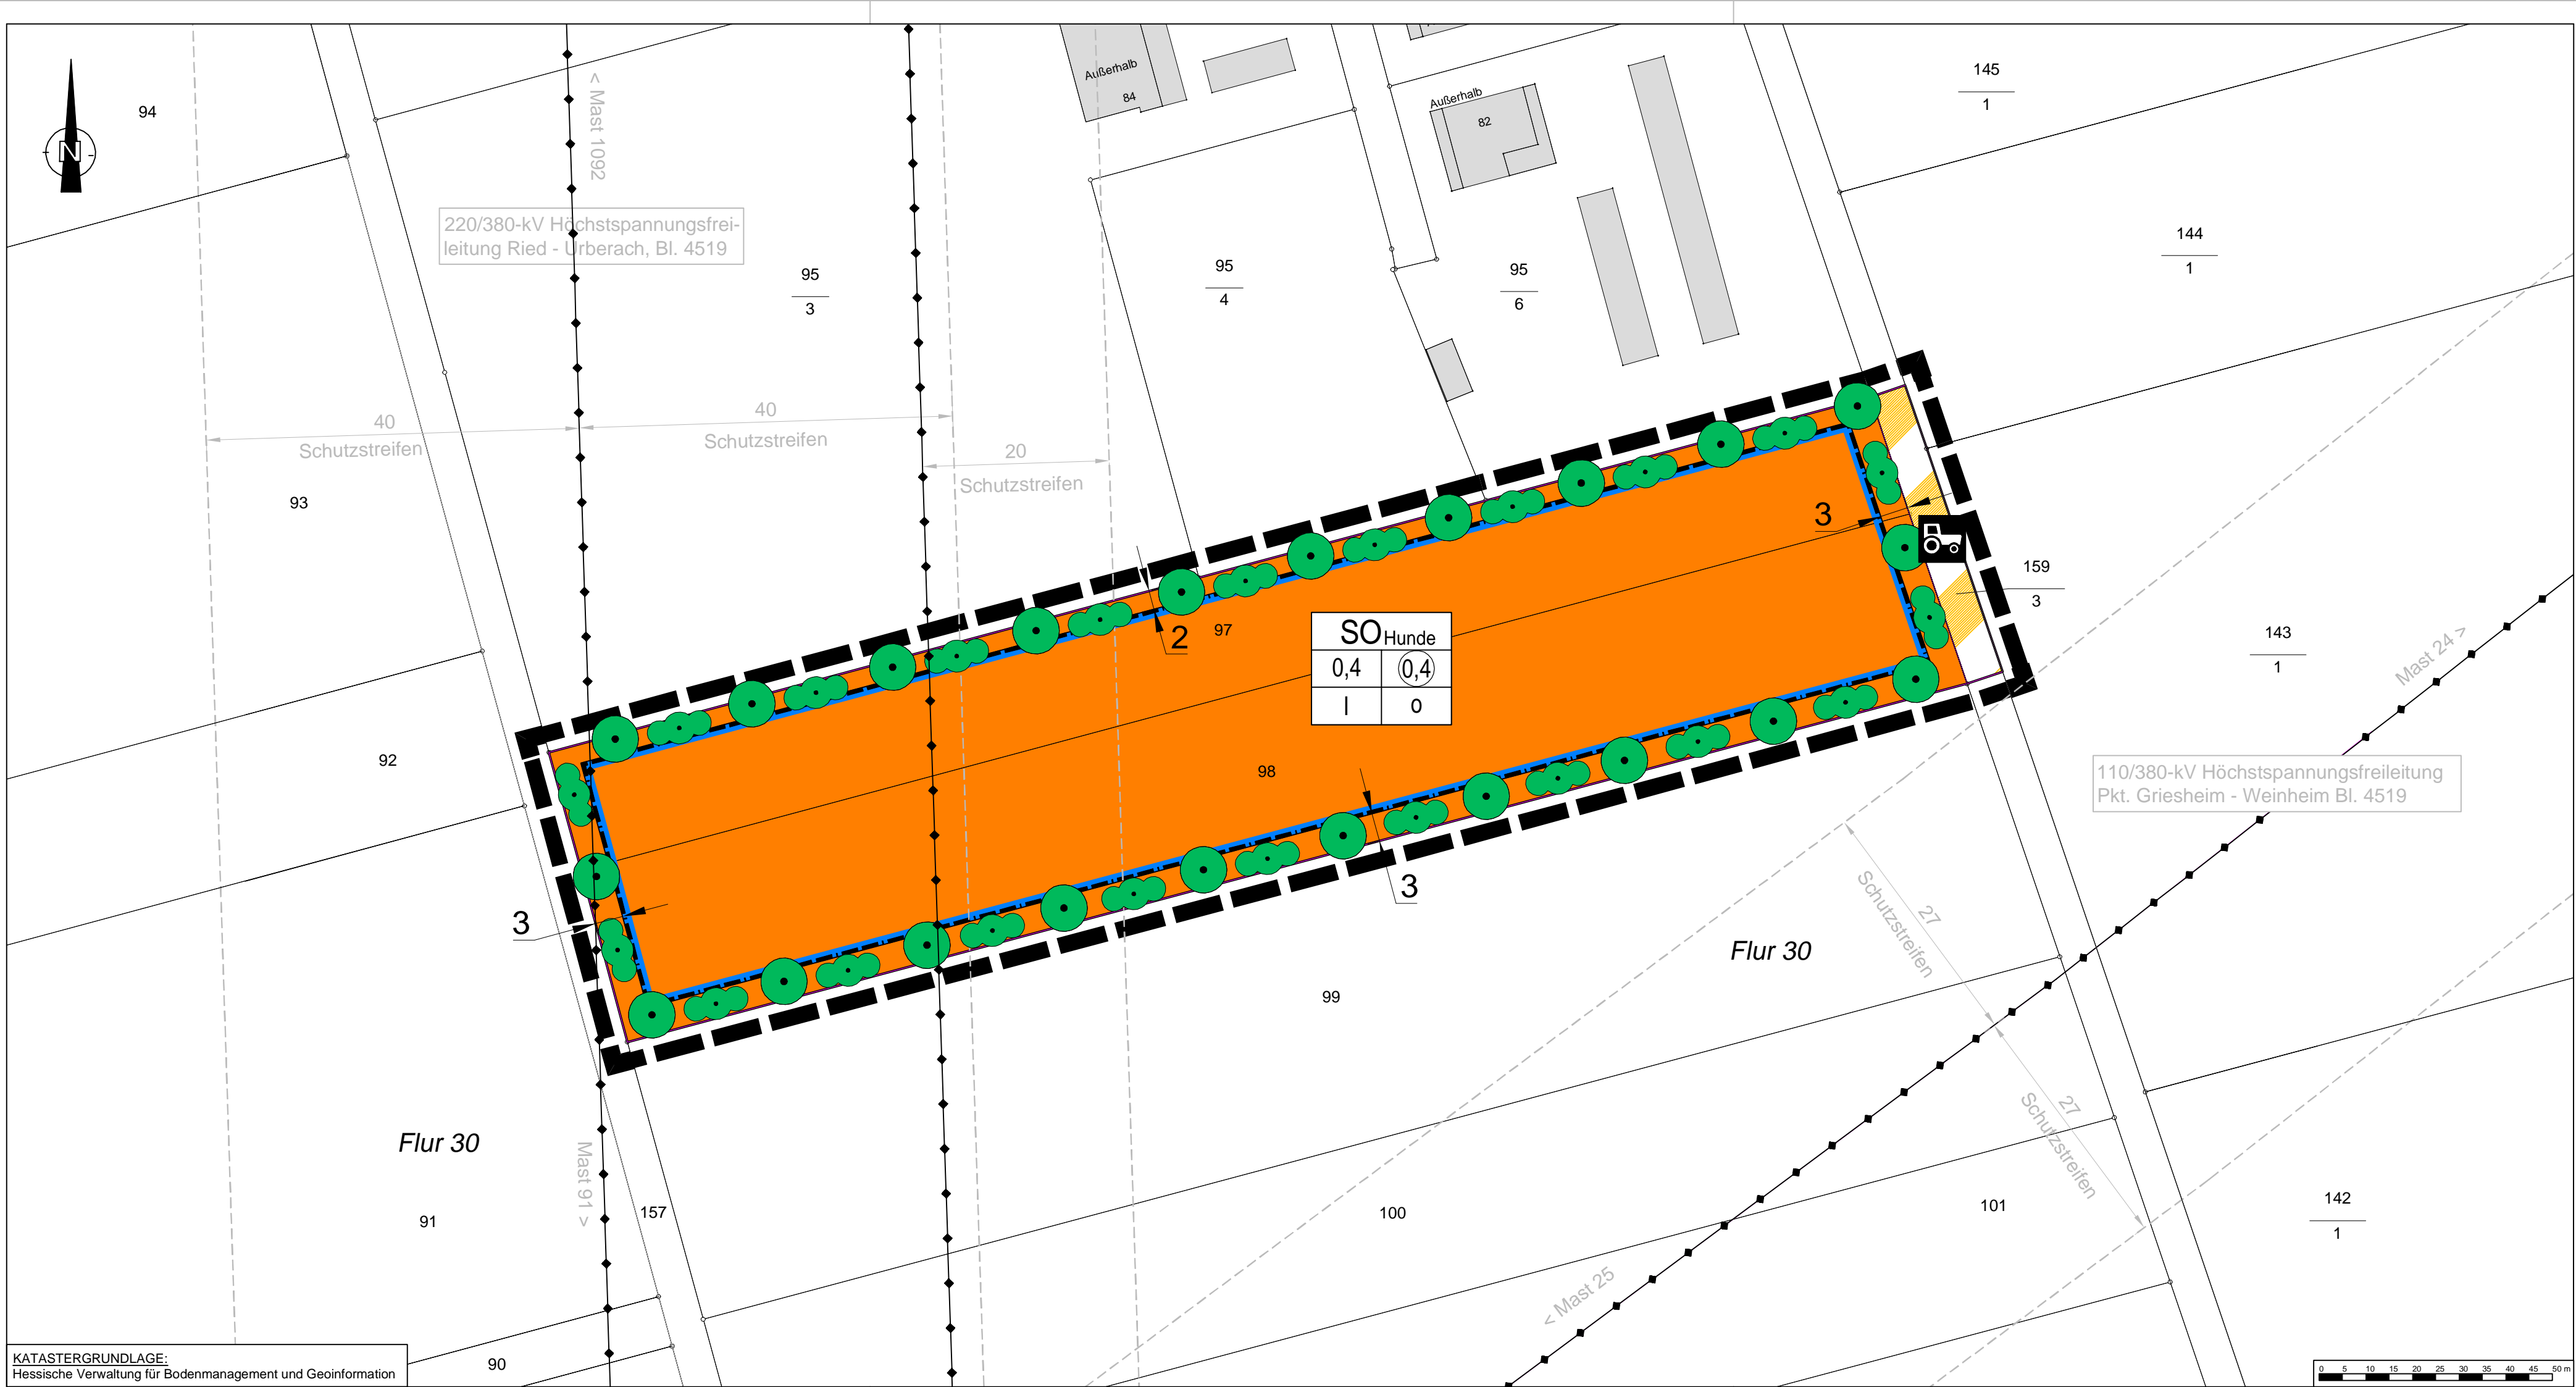 Außerhalb
84
Außerhalb
82
145
1
94
N
< Mast 1092
220/380-kV Höchstspannungsfrei-
leitung Ried - Urberach, Bl. 4519
95
3
95
4
95
6
144
1
40
Schutzstreifen
40
Schutzstreifen
20
Schutzstreifen
93
3
159
3
2
97
SO Hunde
0,4 0,4
I o
143
1
Mast 24 >
92
98
110/380-kV Höchstspannungsfreileitung
Pkt. Griesheim - Weinheim Bl. 4519
3
3
27
Schutzstreifen
Flur 30
99
27
Schutzstreifen
Flur 30
Mast 91 >
91
157
100
101
142
1
< Mast 25
KATASTERGRUNDLAGE:
Hessische Verwaltung für Bodenmanagement und Geoinformation
90
0 5 10 15 20 25 30 35 40 45 50 m